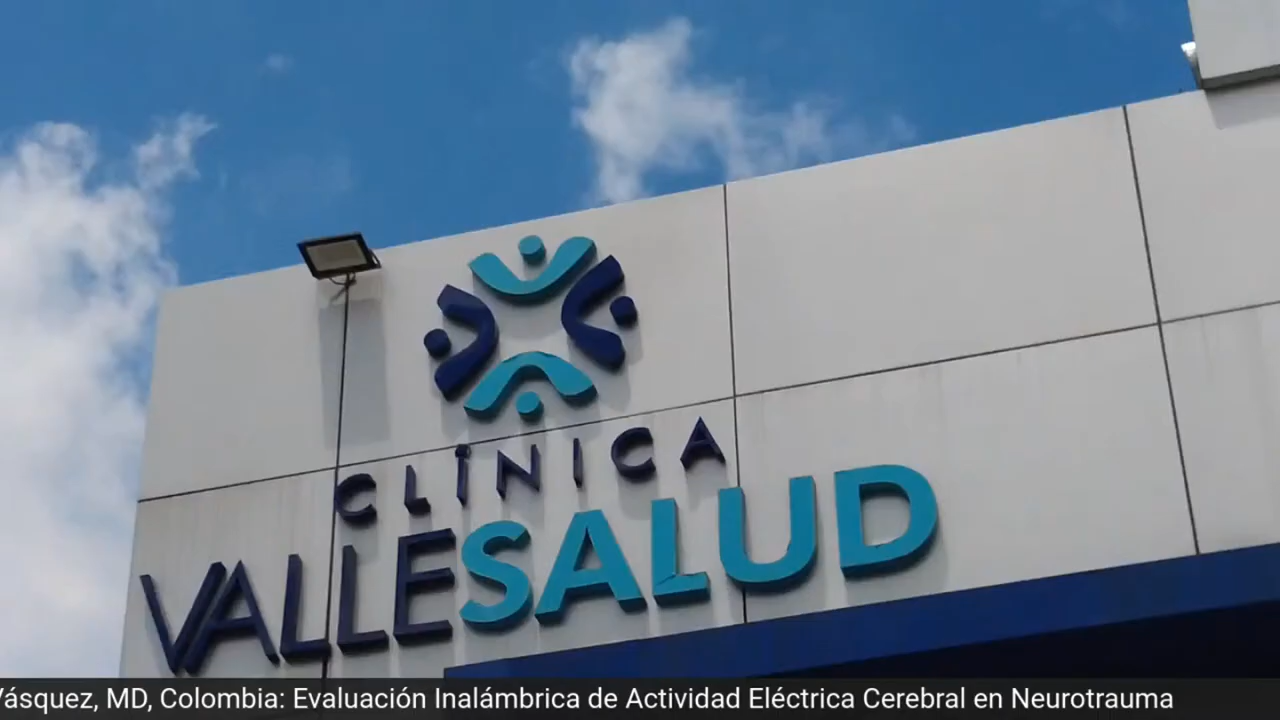 CLÍNICA
VALLESALUD
Vásquez, MD, Colombia: Evaluación Inalámbrica de Actividad Eléctrica Cerebral en Neurotrauma